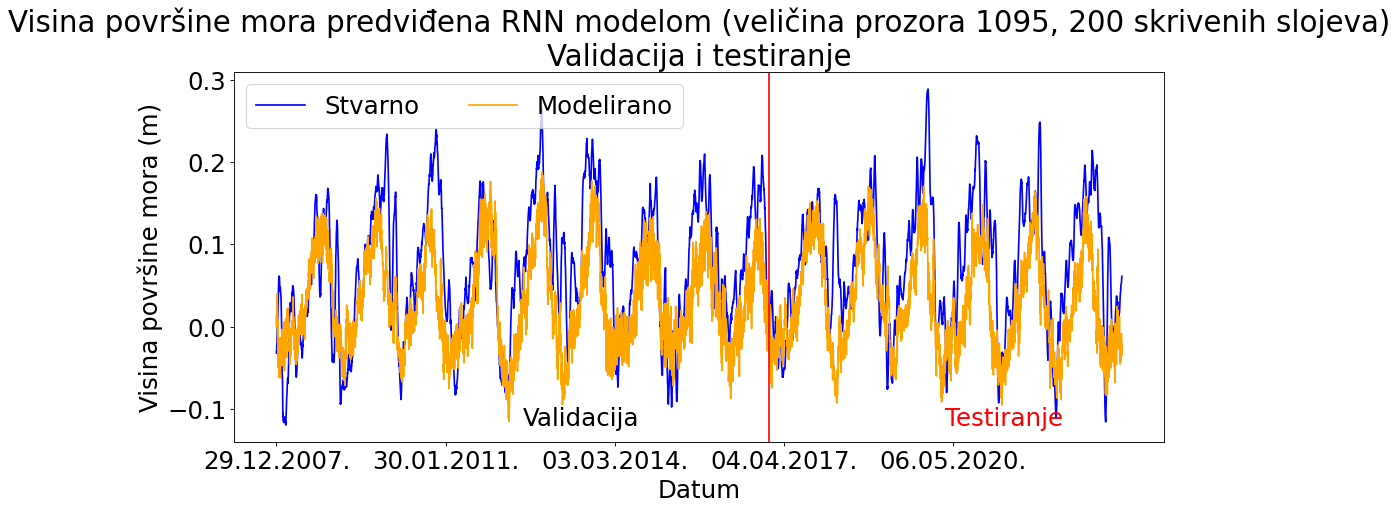 Visina površine mora predviđena RNN modelom (veličina prozora 1095, 200 skrivenih slojeva)
Validacija i testiranje
Stvarno
Modelirano
Visina površine mora (m)
0.3
0.2
0.1
0.0
−0.1
Validacija
Testiranje
29.12.2007.
30.01.2011.
03.03.2014.
04.04.2017.
06.05.2020.
Datum